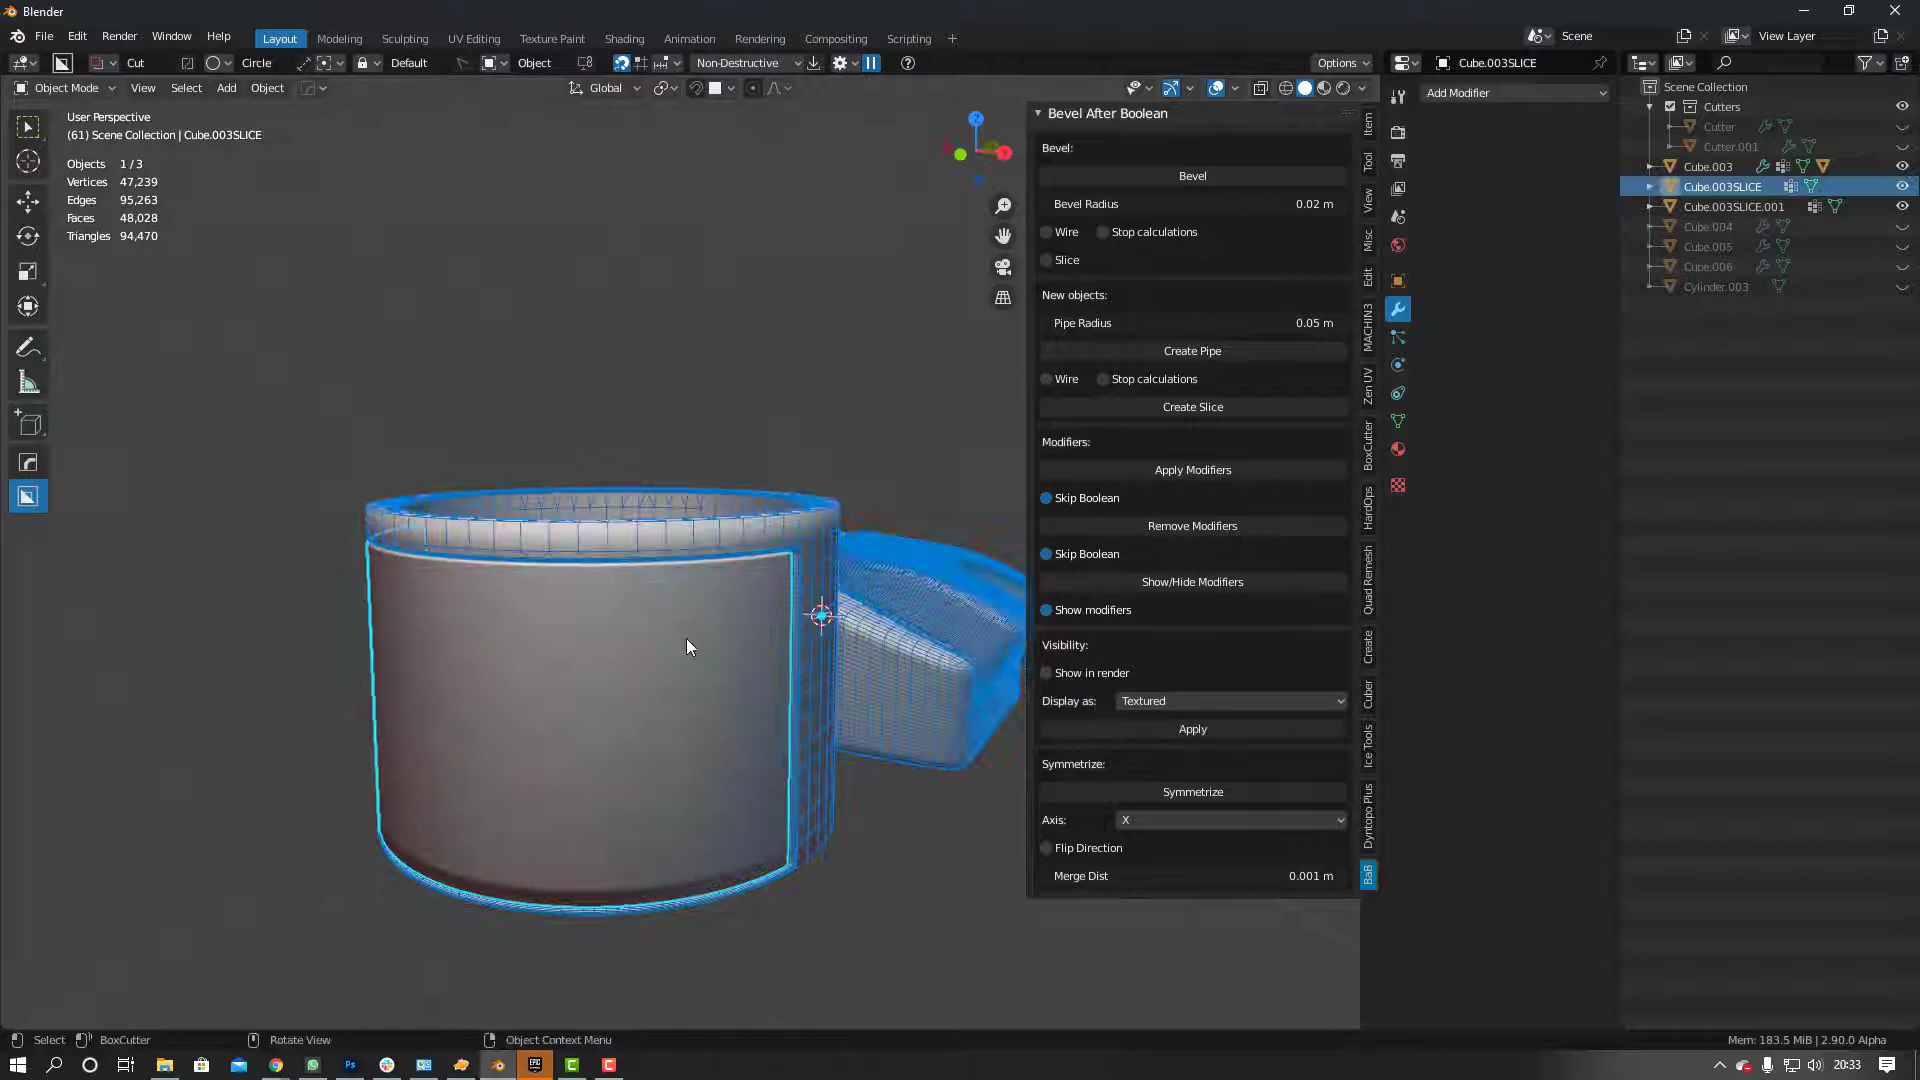 Blender
File Edit Render Window Help
Layout Modeling Sculpting UV Editing Texture Paint Shading Animation Rendering Compositing Scripting +
Scene
View Layer
Cut Circle Default Object Non-Destructive Options
Cube.003SLICE
Object Mode View Select Add Object Global
Add Modifier
User Perspective
(61) Scene Collection | Cube.003SLICE
Objects 1 / 3
Vertices 47,239
Edges 95,263
Faces 48,028
Triangles 94,470
Z
Bevel After Boolean
Bevel:
Bevel
Bevel Radius 0.02 m
Wire Stop calculations
Slice
New objects:
Pipe Radius 0.05 m
Create Pipe
Wire Stop calculations
Create Slice
Modifiers:
Apply Modifiers
Skip Boolean
Remove Modifiers
Skip Boolean
Show/Hide Modifiers
Show modifiers
Visibility:
Show in render
Display as: Textured
Apply
Symmetrize:
Symmetrize
Axis: X
Flip Direction
Merge Dist 0.001 m
Item
Tool
View
Misc
Edit
MACHIN3
Zen UV
BoxCutter
HardOps
Quad Remesh
Create
Cuber
Ice Tools
Dyntopo Plus
BaB
Scene Collection
Cutters
Cutter
Cutter.001
Cube.003
Cube.003SLICE
Cube.003SLICE.001
Cube.004
Cube.005
Cube.006
Cylinder.003
Select BoxCutter Rotate View Object Context Menu
Mem: 183.5 MiB | 2.90.0 Alpha
Ps
EPIC
C
C
20:33